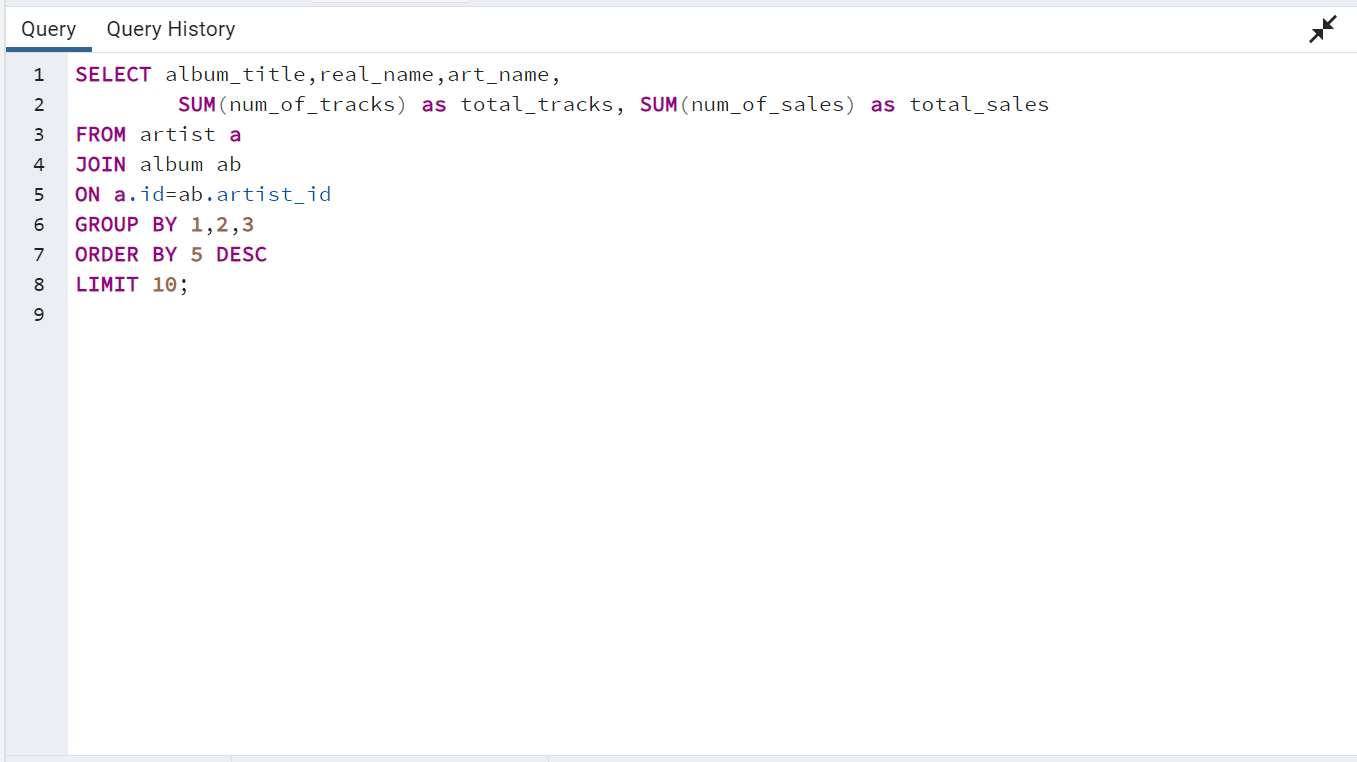 Query Query History
1 SELECT album_title,real_name,art_name,
2 SUM(num_of_tracks) as total_tracks, SUM(num_of_sales) as total_sales
3 FROM artist a
4 JOIN album ab
5 ON a.id=ab.artist_id
6 GROUP BY 1,2,3
7 ORDER BY 5 DESC
8 LIMIT 10;
9